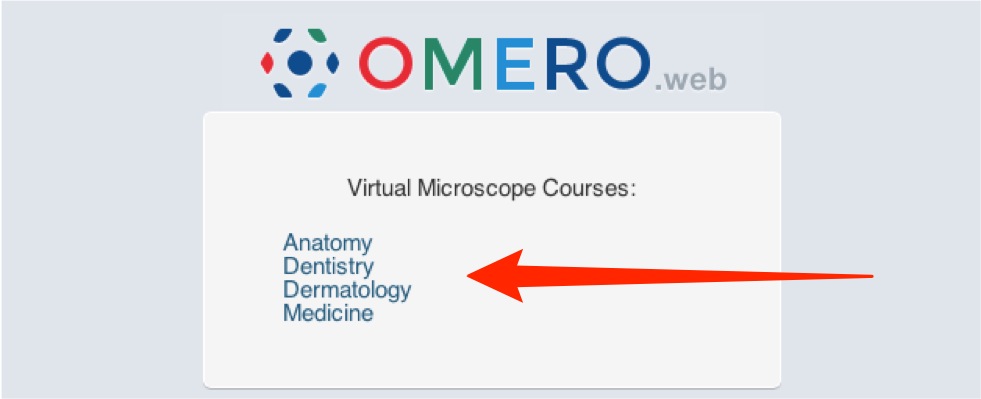 OMERO.web
Virtual Microscope Courses:
Anatomy
Dentistry
Dermatology
Medicine